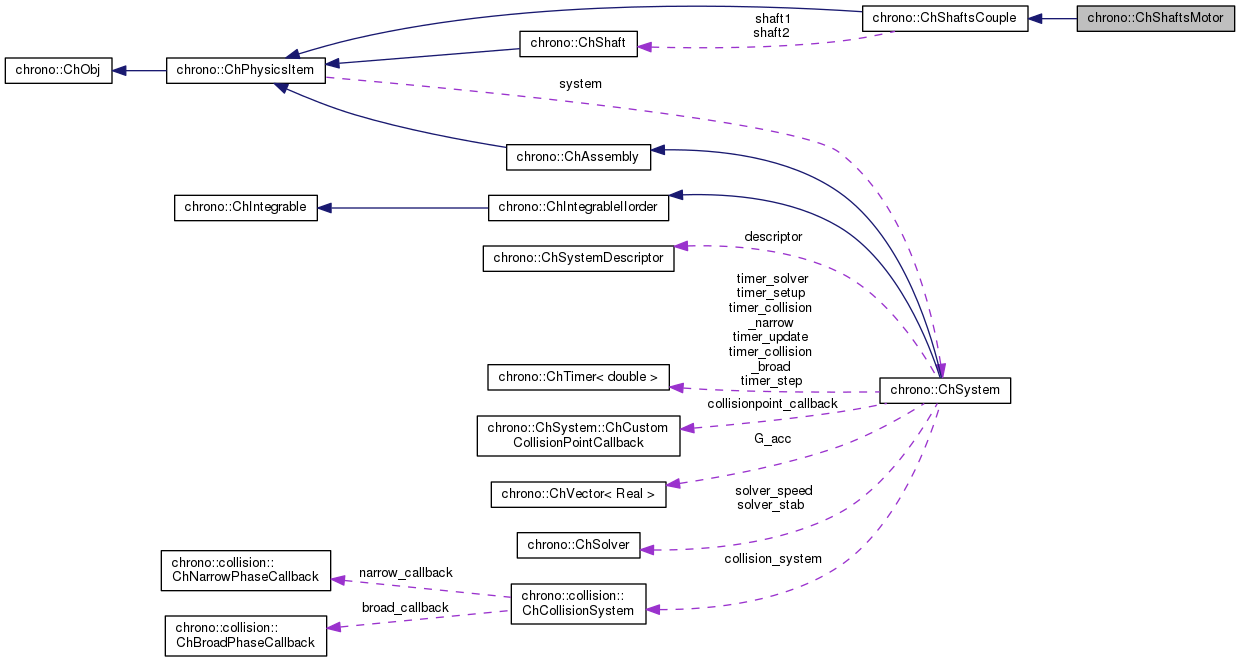 shaft1
shaft2
chrono::ChShaftsCouple
chrono::ChShaftsMotor
chrono::ChShaft
chrono::ChObj
chrono::ChPhysicsItem
system
chrono::ChAssembly
chrono::ChIntegrable
chrono::ChIntegrableIIorder
descriptor
chrono::ChSystemDescriptor
timer_solver
timer_setup
timer_collision
_narrow
timer_update
timer_collision
_broad
timer_step
chrono::ChTimer< double >
chrono::ChSystem
collisionpoint_callback
chrono::ChSystem::ChCustom
CollisionPointCallback
G_acc
chrono::ChVector< Real >
solver_speed
solver_stab
chrono::ChSolver
collision_system
chrono::collision::
ChNarrowPhaseCallback
narrow_callback
chrono::collision::
ChCollisionSystem
broad_callback
chrono::collision::
ChBroadPhaseCallback